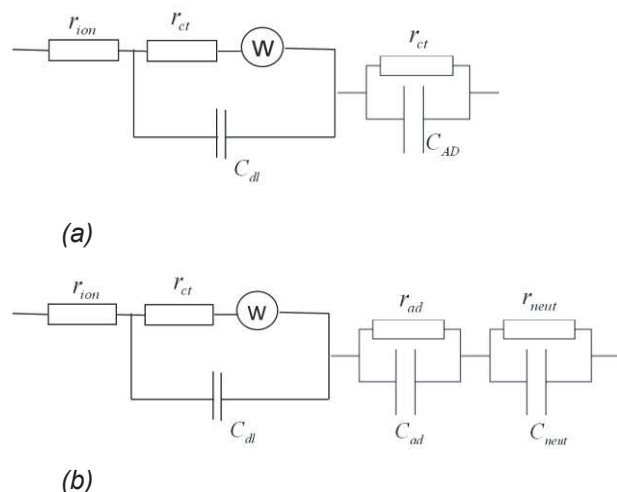 r_ion r_ct W r_ct
C_dl C_AD
(a)
r_ion r_ct W r_ad r_neut
C_dl C_ad C_neut
(b)